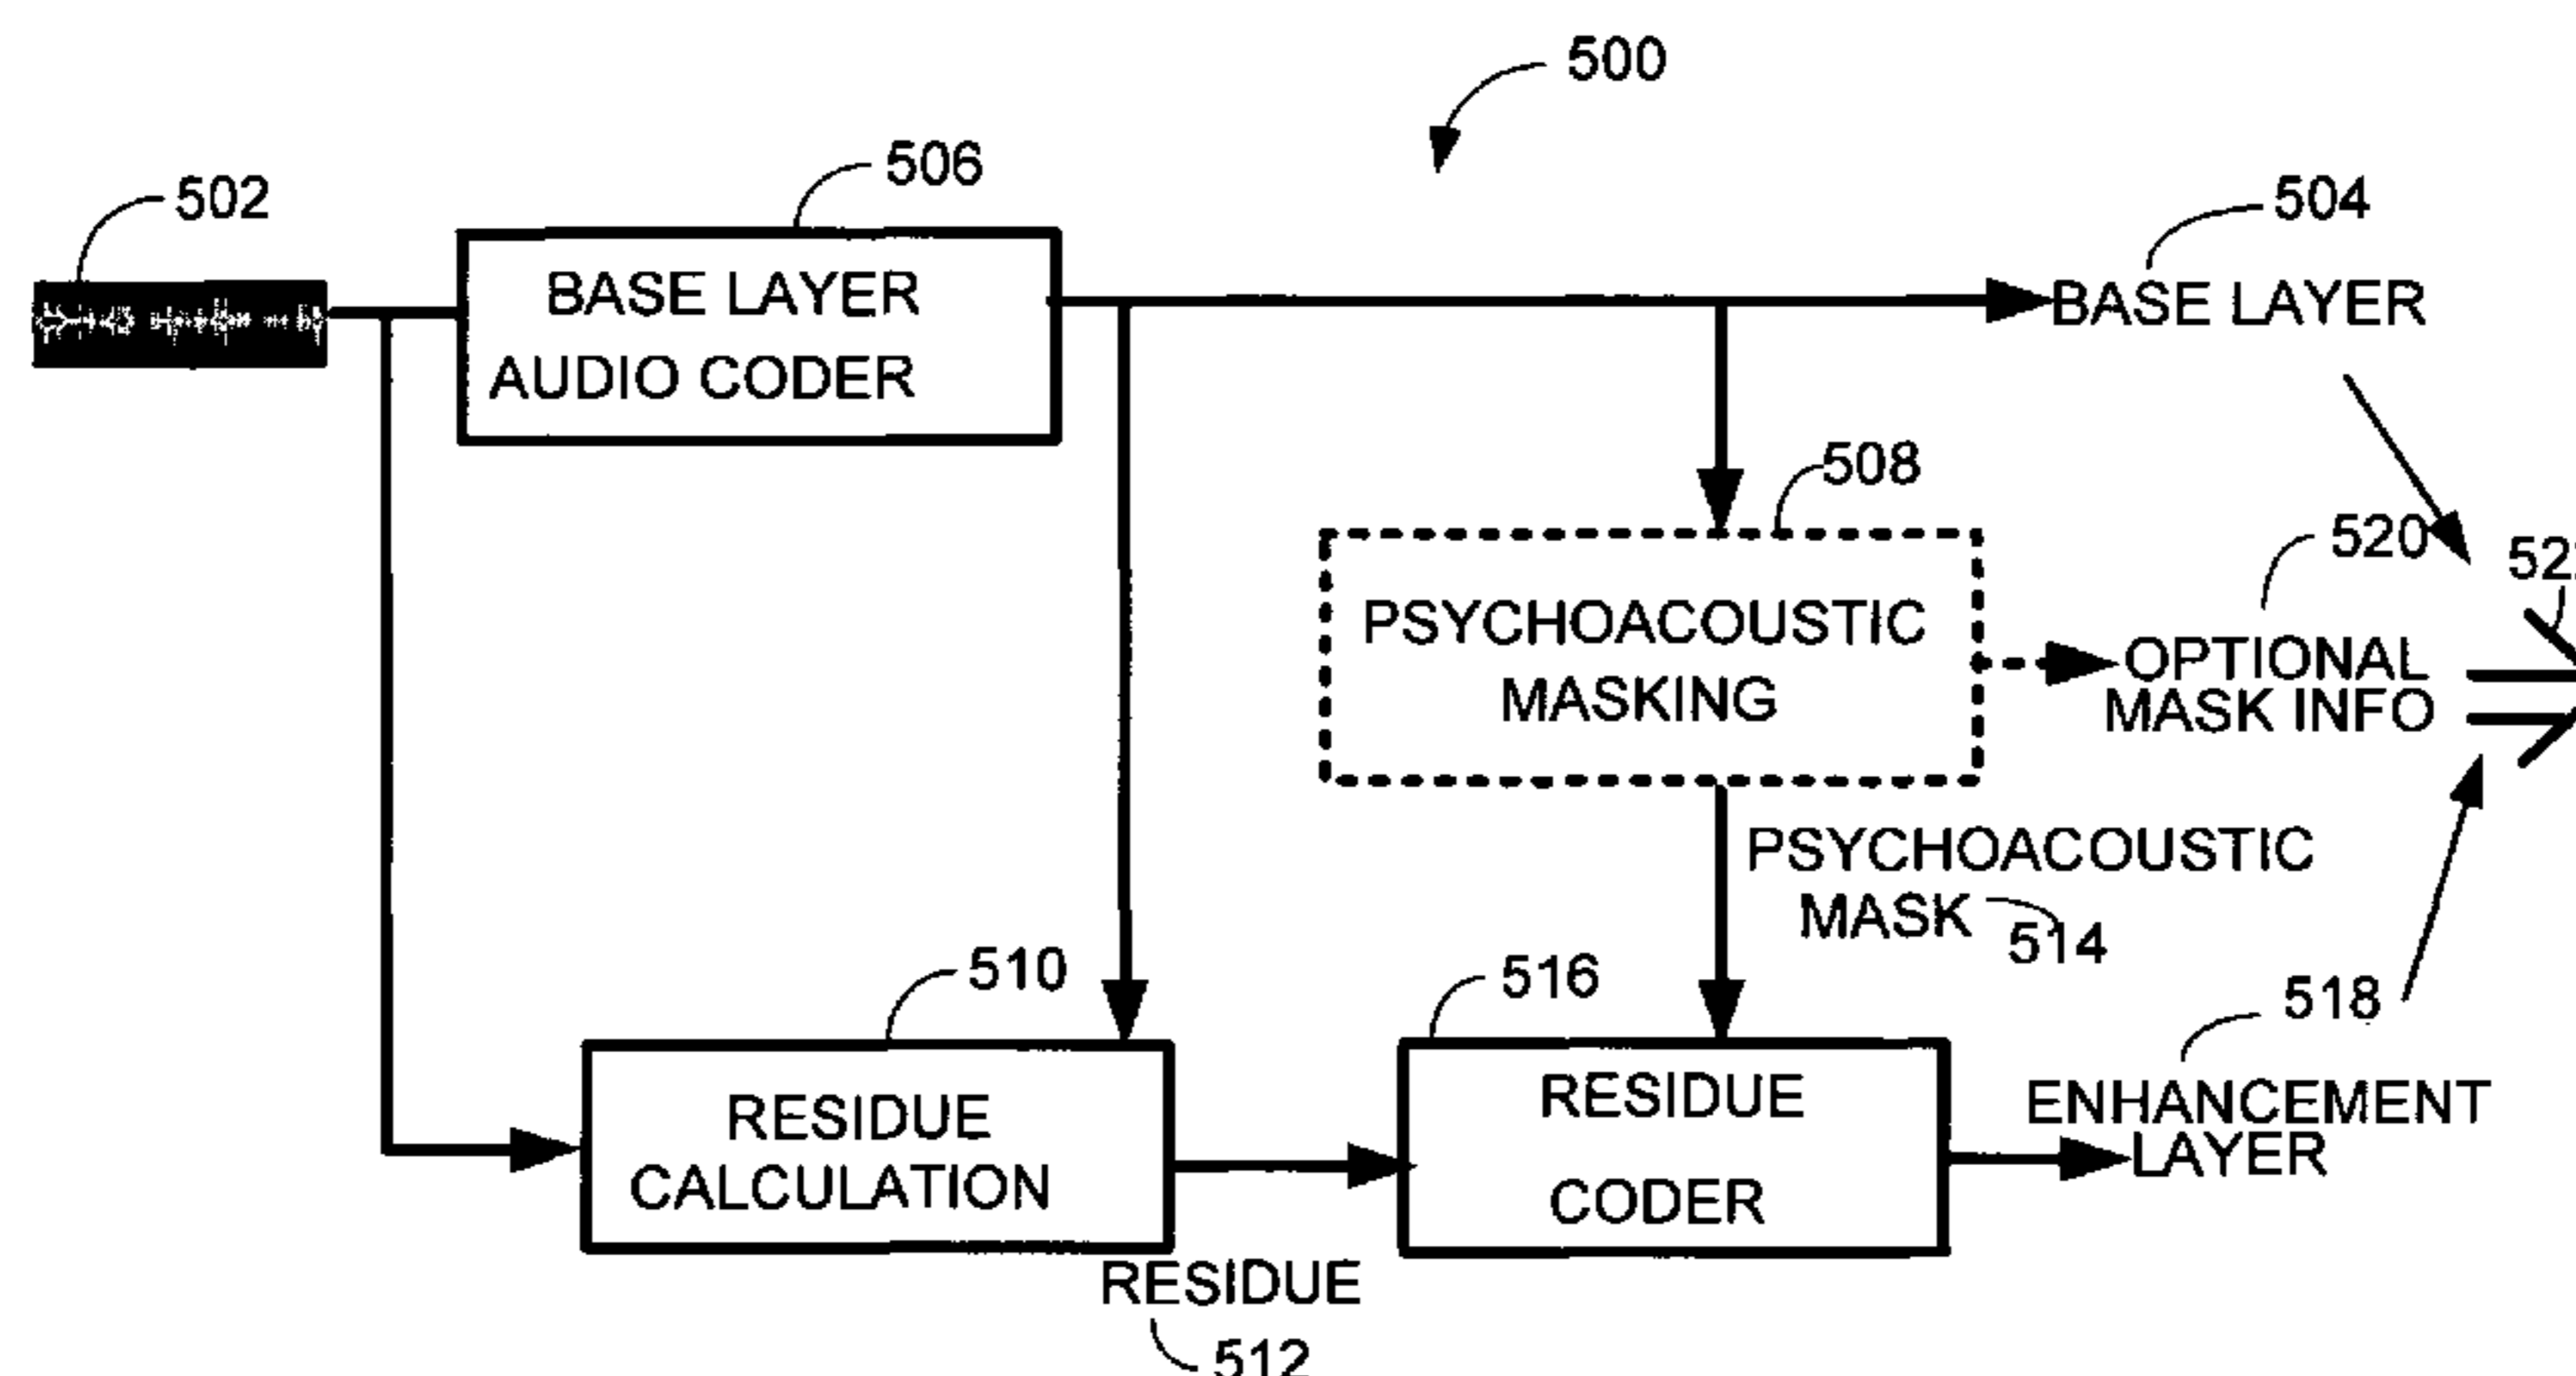 500
506
502
504
BASE LAYER
AUDIO CODER
BASE LAYER
508
520
PSYCHOACOUSTIC
MASKING
OPTIONAL
MASK INFO
PSYCHOACOUSTIC
MASK
514
510
516
518
RESIDUE
CALCULATION
RESIDUE
CODER
ENHANCEMENT
LAYER
RESIDUE
512